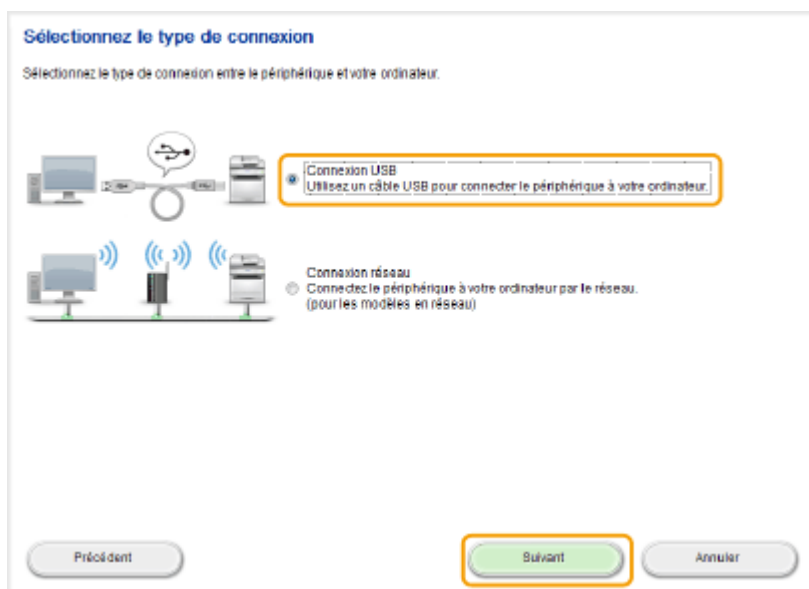 Sélectionnez le type de connexion
Sélectionnez le type de connexion entre le périphérique et votre ordinateur.
Connexion USB
Utilisez un câble USB pour connecter le périphérique à votre ordinateur.
Connexion réseau
Connectez le périphérique à votre ordinateur par le réseau.
(pour les modèles en réseau)
Précédent
Suivant
Annuler